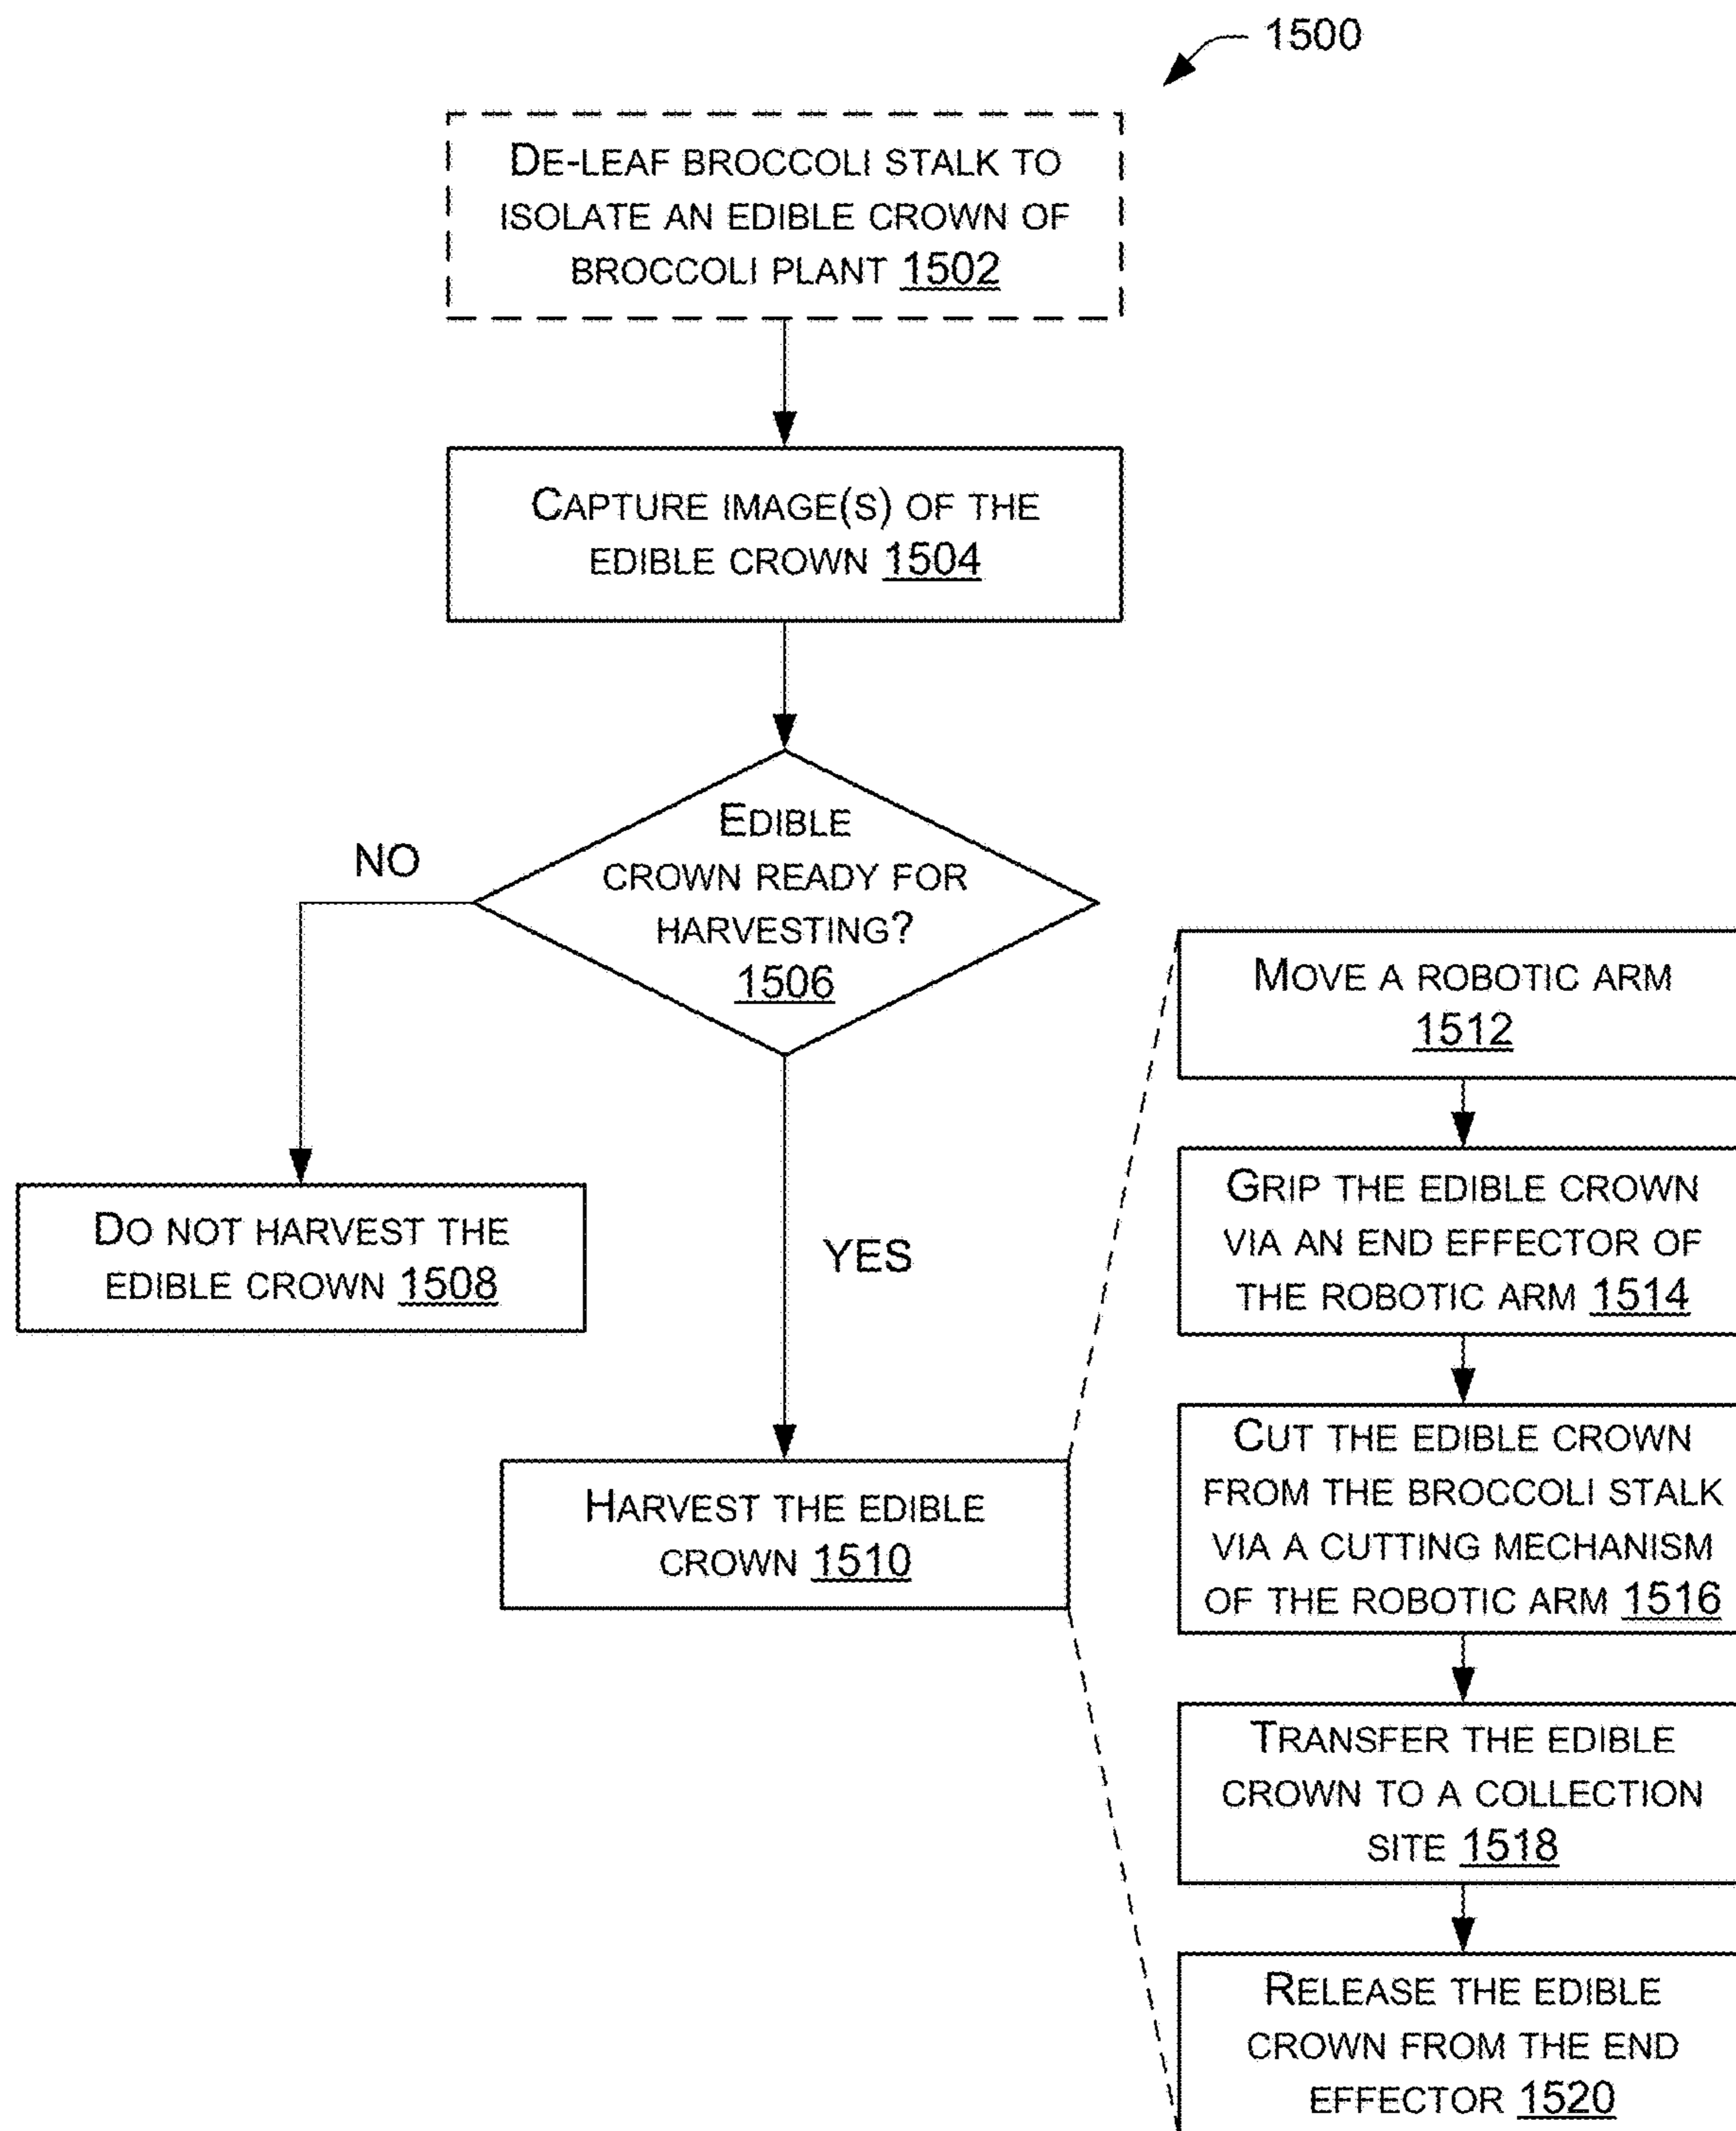 1500
DE-LEAF BROCCOLI STALK TO
ISOLATE AN EDIBLE CROWN OF
BROCCOLI PLANT 1502
CAPTURE IMAGE(S) OF THE
EDIBLE CROWN 1504
EDIBLE
CROWN READY FOR
HARVESTING?
1506
NO
DO NOT HARVEST THE
EDIBLE CROWN 1508
YES
HARVEST THE EDIBLE
CROWN 1510
MOVE A ROBOTIC ARM
1512
GRIP THE EDIBLE CROWN
VIA AN END EFFECTOR OF
THE ROBOTIC ARM 1514
CUT THE EDIBLE CROWN
FROM THE BROCCOLI STALK
VIA A CUTTING MECHANISM
OF THE ROBOTIC ARM 1516
TRANSFER THE EDIBLE
CROWN TO A COLLECTION
SITE 1518
RELEASE THE EDIBLE
CROWN FROM THE END
EFFECTOR 1520